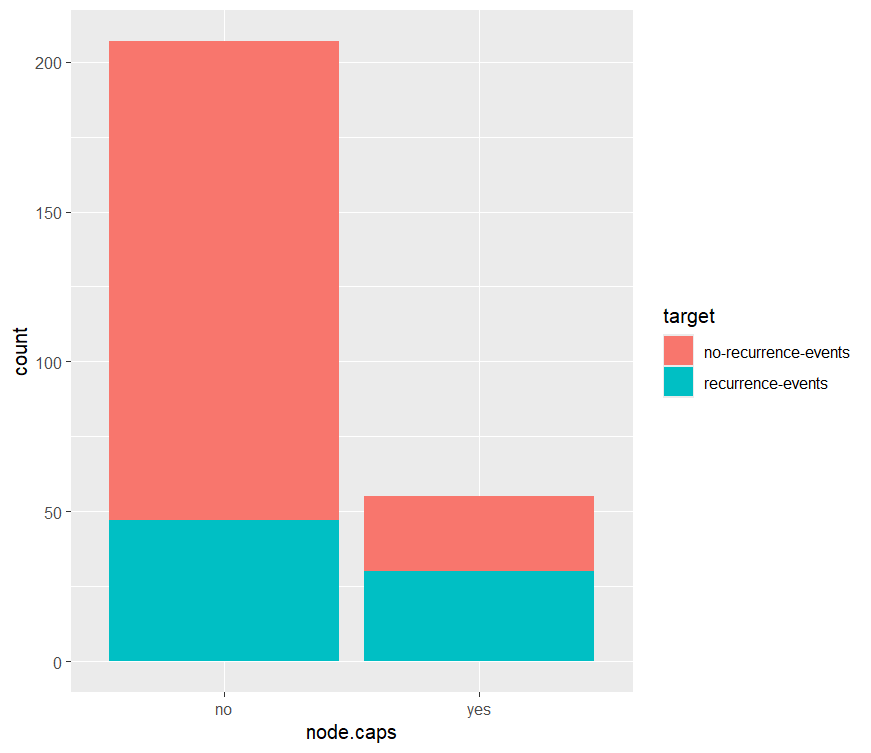 200
150
100
50
0
count
no
yes
node.caps
target
no-recurrence-events
recurrence-events